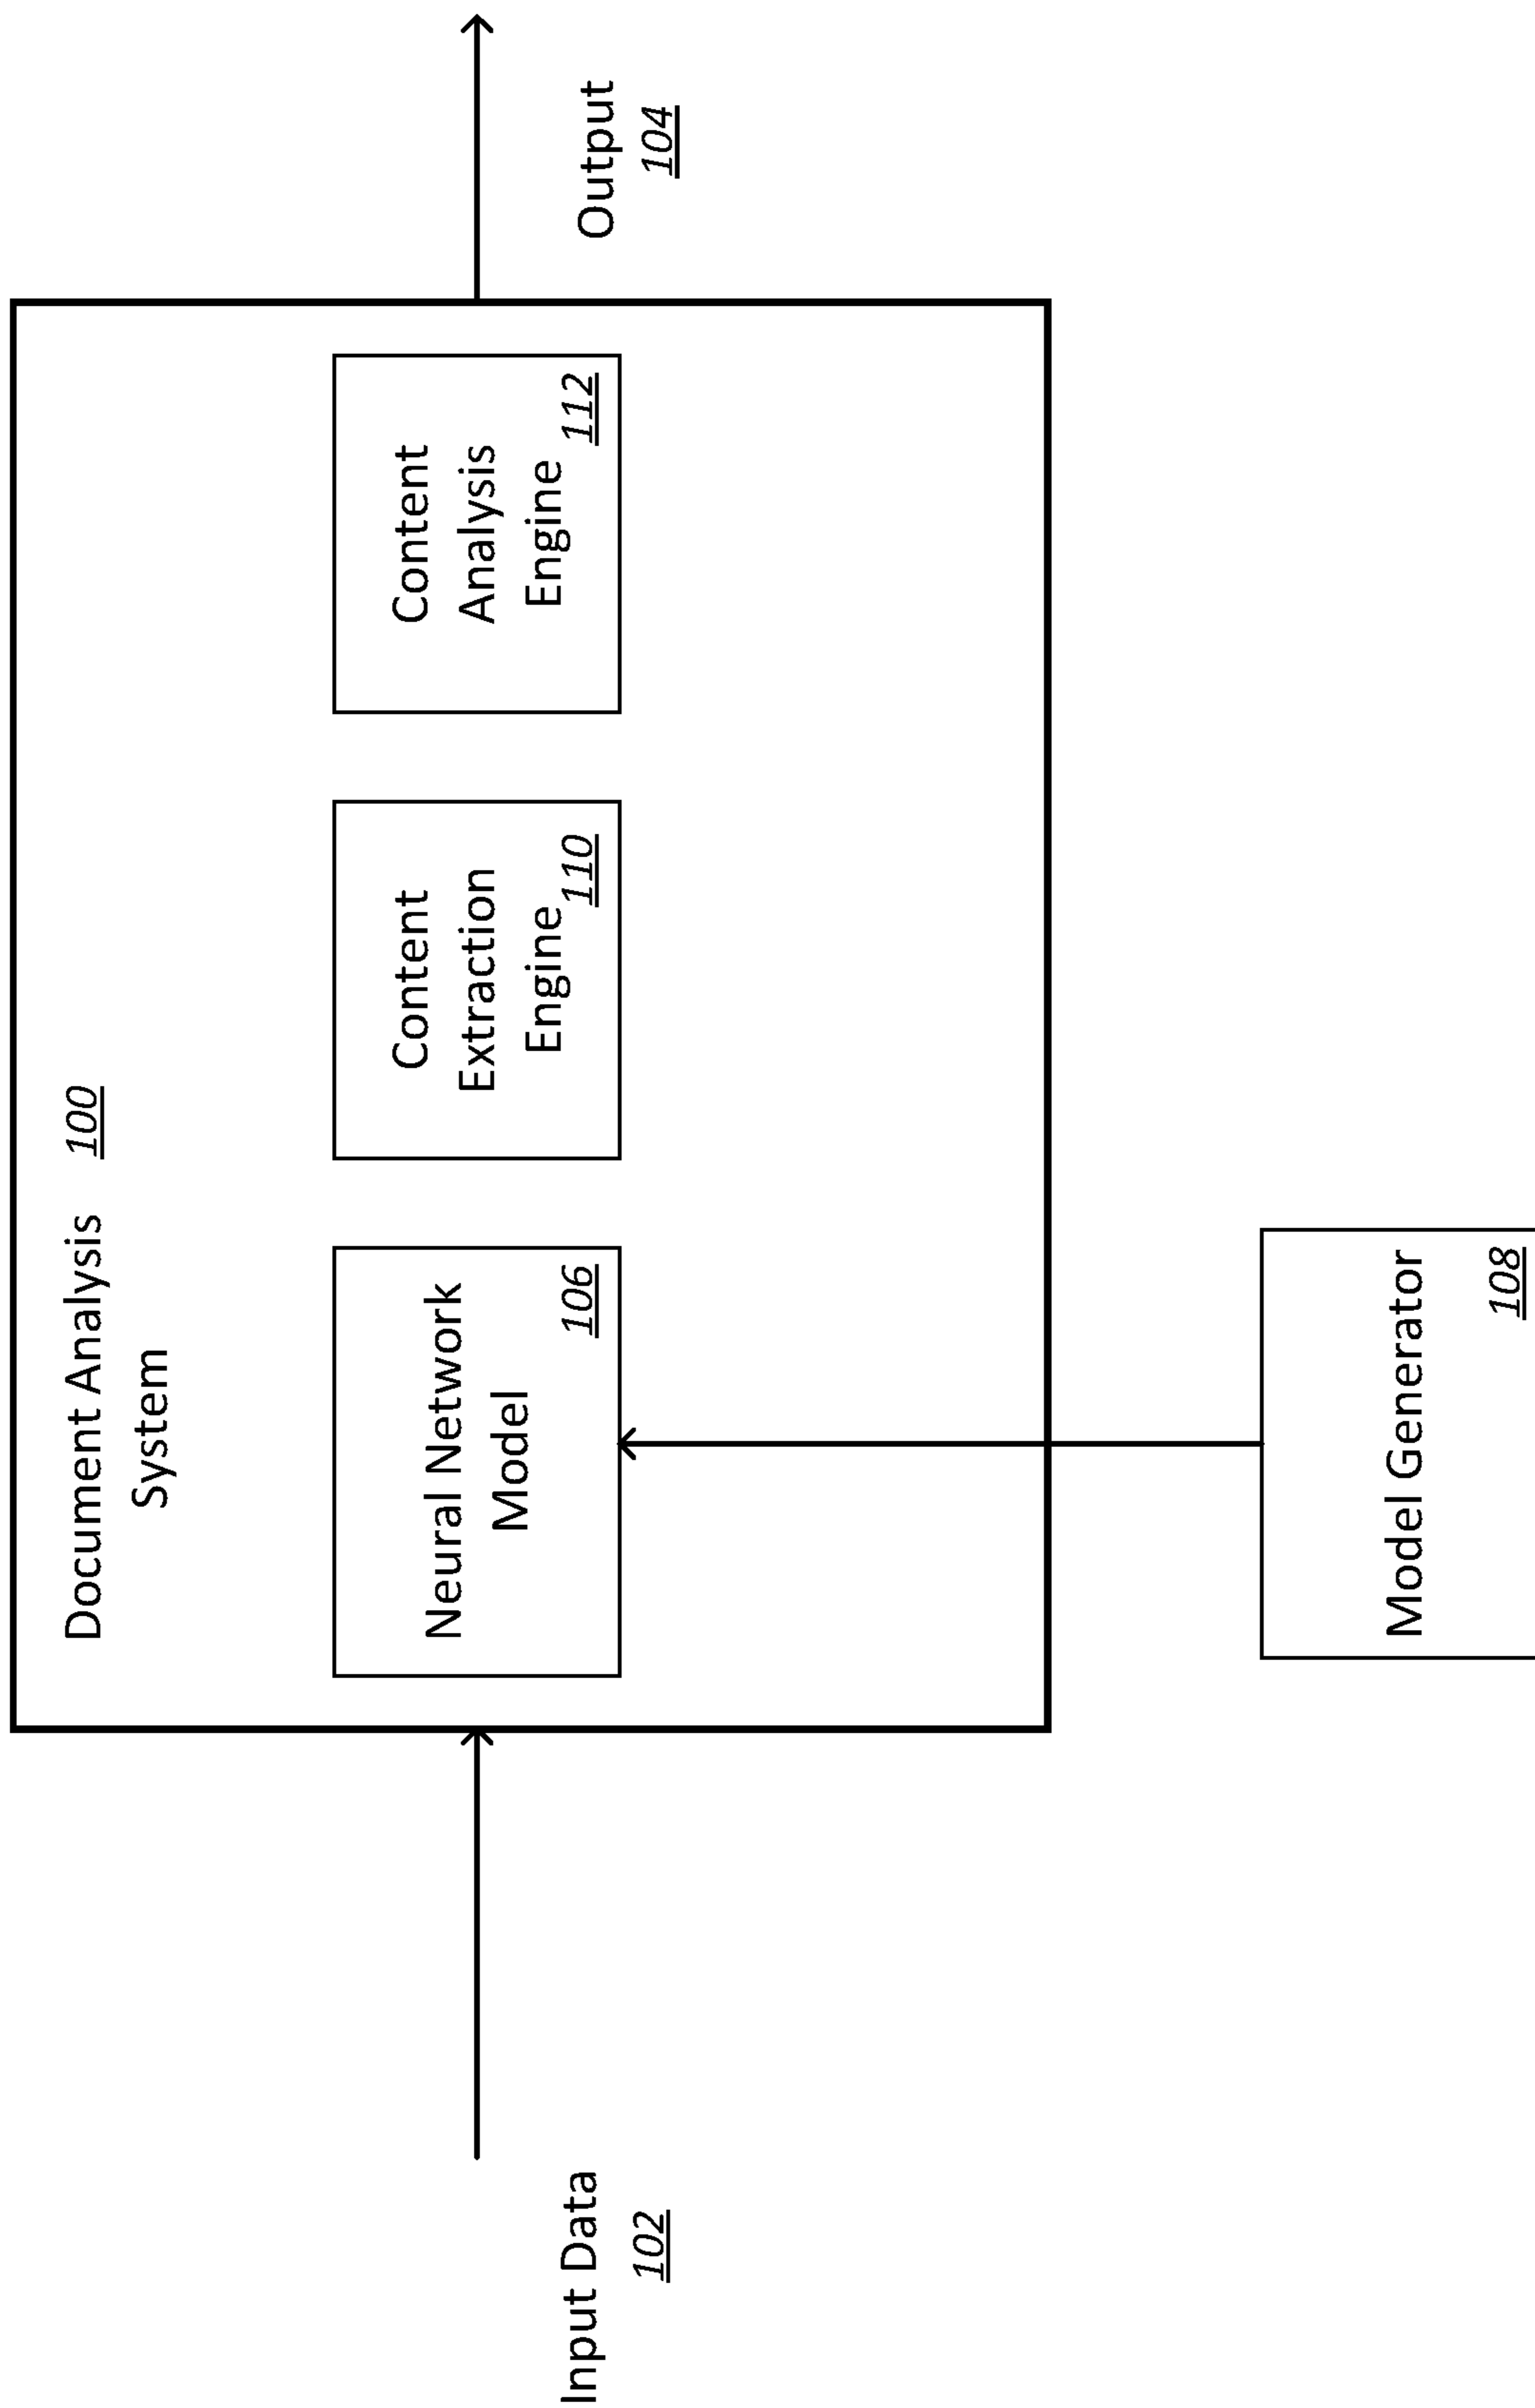 Document Analysis 100
System
Input Data
102
Neural Network
Model
106
Content
Extraction
Engine
110
Content
Analysis
Engine
112
Output
104
Model Generator
108